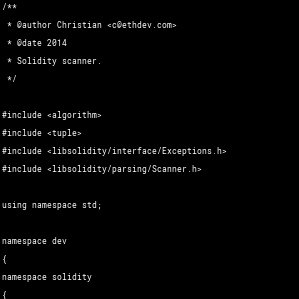 /**
 * @author Christian <c@ethdev.com>
 * @date 2014
 * Solidity scanner.
 */

#include <algorithm>
#include <tuple>
#include <libsolidity/interface/Exceptions.h>
#include <libsolidity/parsing/Scanner.h>

using namespace std;

namespace dev
{
namespace solidity
{